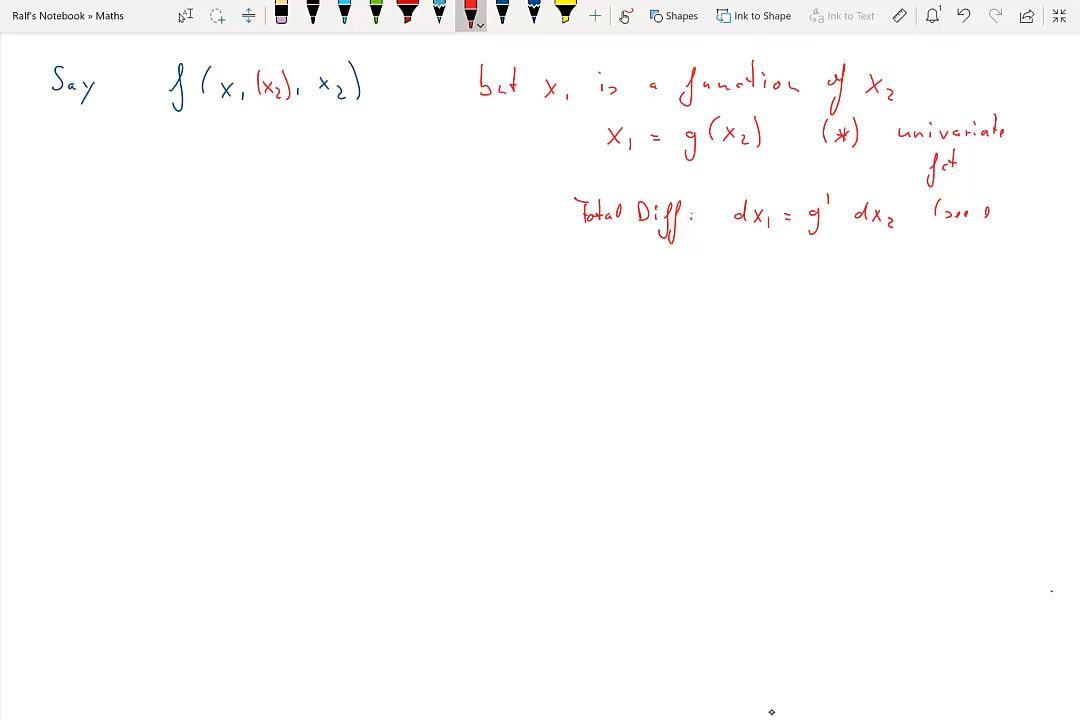 Ralf's Notebook » Maths
Shapes
Ink to Shape
Ink to Text
Say f(x₁(x₂), x₂) but x₁ is a function of x₂
x₁ = g(x₂) (*) univariate
fct
Total Diff: dx₁ = g' dx₂ (see